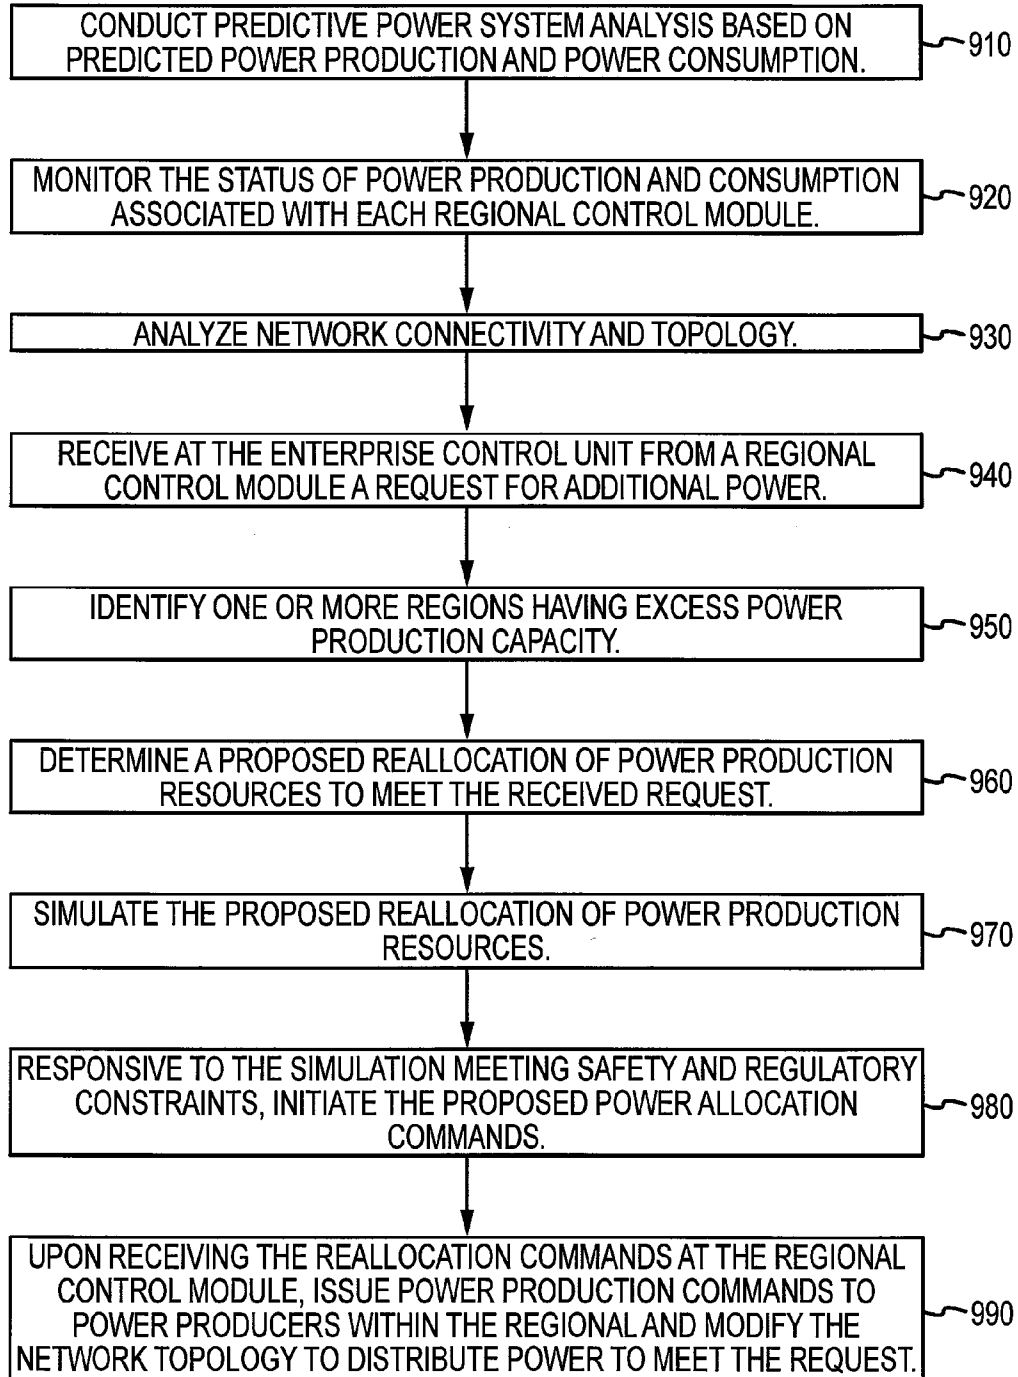 CONDUCT PREDICTIVE POWER SYSTEM ANALYSIS BASED ON
PREDICTED POWER PRODUCTION AND POWER CONSUMPTION.
910
MONITOR THE STATUS OF POWER PRODUCTION AND CONSUMPTION
ASSOCIATED WITH EACH REGIONAL CONTROL MODULE.
920
ANALYZE NETWORK CONNECTIVITY AND TOPOLOGY.
930
RECEIVE AT THE ENTERPRISE CONTROL UNIT FROM A REGIONAL
CONTROL MODULE A REQUEST FOR ADDITIONAL POWER.
940
IDENTIFY ONE OR MORE REGIONS HAVING EXCESS POWER
PRODUCTION CAPACITY.
950
DETERMINE A PROPOSED REALLOCATION OF POWER PRODUCTION
RESOURCES TO MEET THE RECEIVED REQUEST.
960
SIMULATE THE PROPOSED REALLOCATION OF POWER PRODUCTION
RESOURCES.
970
RESPONSIVE TO THE SIMULATION MEETING SAFETY AND REGULATORY
CONSTRAINTS, INITIATE THE PROPOSED POWER ALLOCATION
COMMANDS.
980
UPON RECEIVING THE REALLOCATION COMMANDS AT THE REGIONAL
CONTROL MODULE, ISSUE POWER PRODUCTION COMMANDS TO
POWER PRODUCERS WITHIN THE REGIONAL AND MODIFY THE
NETWORK TOPOLOGY TO DISTRIBUTE POWER TO MEET THE REQUEST.
990